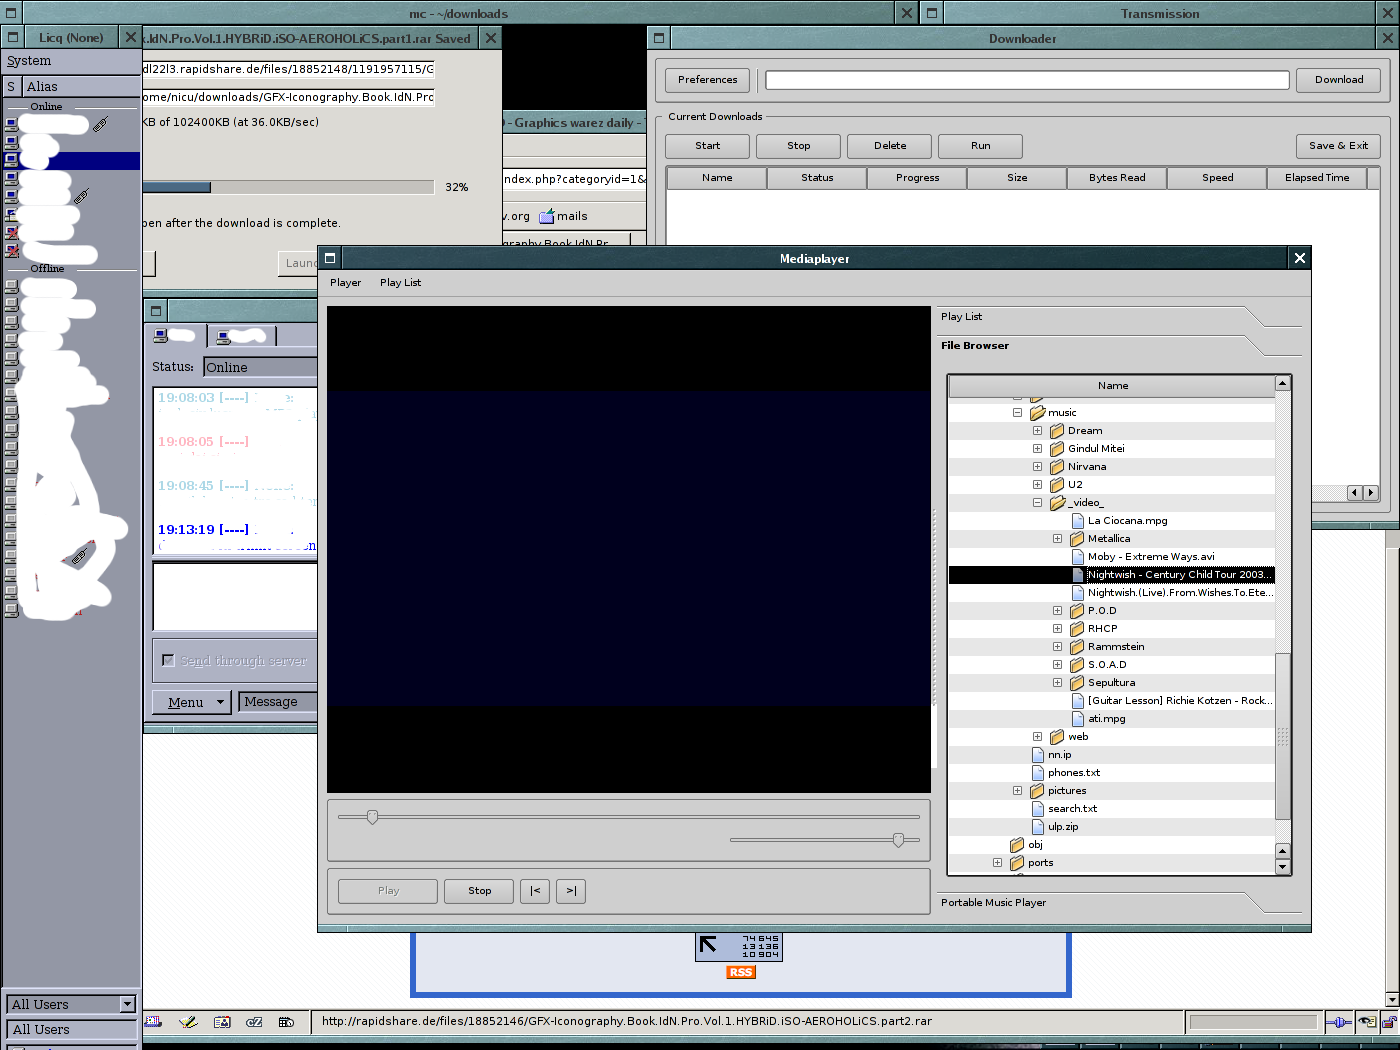 mc - ~/downloads
Transmission
Licq (None)
k.IdN.Pro.Vol.1.HYBRiD.iSO-AEROHOLiCS.part1.rar Saved
Downloader
System
S Alias
Online
dl22l3.rapidshare.de/files/18852148/1191957115/G
ome/nicu/downloads/GFX-Iconography.Book.IdN.Pro
KB of 102400KB (at 36.0KB/sec)
32%
pen after the download is complete.
Launc
- Graphics warez daily -
index.php?categoryid=1&
v.org mails
ography.Book.IdN.Pr
Preferences
Download
Current Downloads
Start
Stop
Delete
Run
Save & Exit
Name Status Progress Size Bytes Read Speed Elapsed Time
Offline
Mediaplayer
Player Play List
Play List
File Browser
Name
music
Dream
Gindul Mitei
Nirvana
U2
_video_
La Ciocana.mpg
Metallica
Moby - Extreme Ways.avi
Nightwish - Century Child Tour 2003...
Nightwish.(Live).From.Wishes.To.Ete...
P.O.D
RHCP
Rammstein
S.O.A.D
Sepultura
[Guitar Lesson] Richie Kotzen - Rock...
ati.mpg
web
nn.ip
phones.txt
pictures
search.txt
ulp.zip
obj
ports
Portable Music Player
Play
Stop
|<
>|
Status: Online
19:08:03 [----]
19:08:05 [----]
19:08:45 [----]
19:13:19 [----]
Send through server
Menu
Message
74 645
13 136
10 904
RSS
All Users
All Users
http://rapidshare.de/files/18852146/GFX-Iconography.Book.IdN.Pro.Vol.1.HYBRiD.iSO-AEROHOLiCS.part2.rar